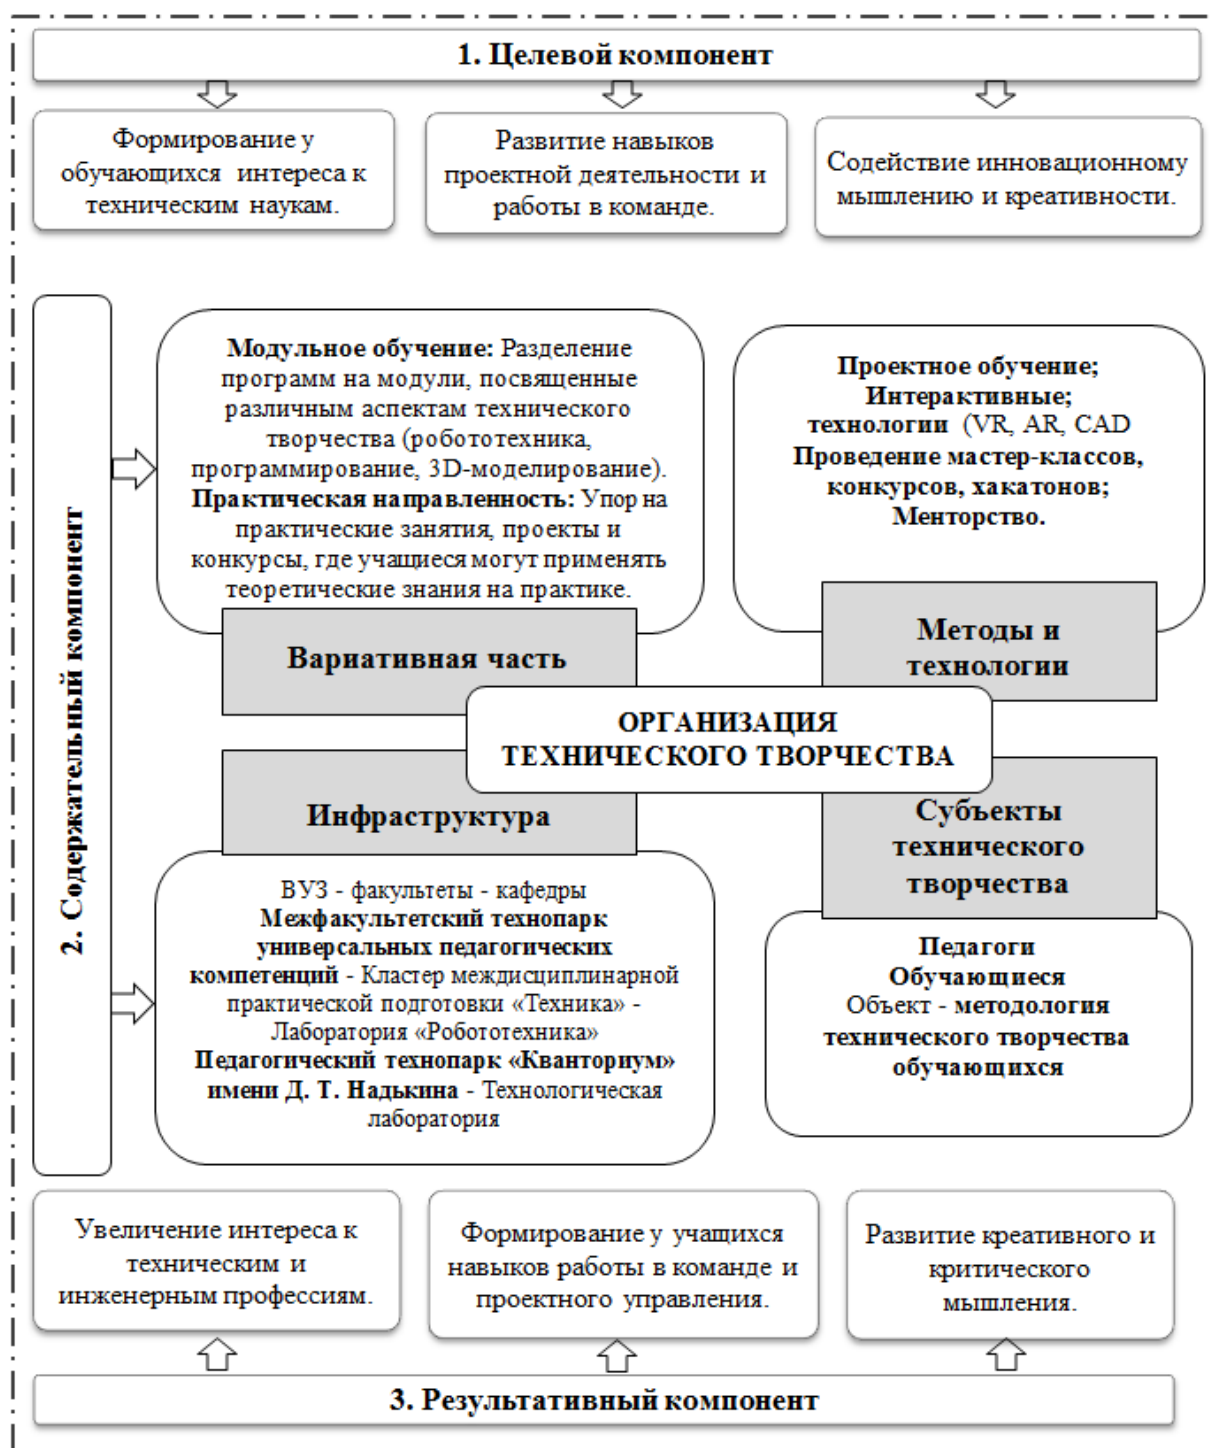 1. Целевой компонент
Формирование у
обучающихся интереса к
техническим наукам.
Развитие навыков
проектной деятельности и
работы в команде.
Содействие инновационному
мышлению и креативности.
2. Содержательный компонент
Модульное обучение: Разделение
программ на модули, посвященные
различным аспектам технического
творчества (робототехника,
программирование, 3D-моделирование).
Практическая направленность: Упор на
практические занятия, проекты и
конкурсы, где учащиеся могут применять
теоретические знания на практике.
Вариативная часть
Проектное обучение;
Интерактивные;
технологии (VR, AR, CAD
Проведение мастер-классов,
конкурсов, хакатонов;
Менторство.
Методы и
технологии
ОРГАНИЗАЦИЯ
ТЕХНИЧЕСКОГО ТВОРЧЕСТВА
Инфраструктура
ВУЗ - факультеты - кафедры
Межфакультетский технопарк
универсальных педагогических
компетенций - Кластер междисциплинарной
практической подготовки «Техника» -
Лаборатория «Робототехника»
Педагогический технопарк «Кванториум»
имени Д. Т. Надькина - Технологическая
лаборатория
Субъекты
технического
творчества
Педагоги
Обучающиеся
Объект - методология
технического творчества
обучающихся
Увеличение интереса к
техническим и
инженерным профессиям.
Формирование у учащихся
навыков работы в команде и
проектного управления.
Развитие креативного и
критического
мышления.
3. Результативный компонент